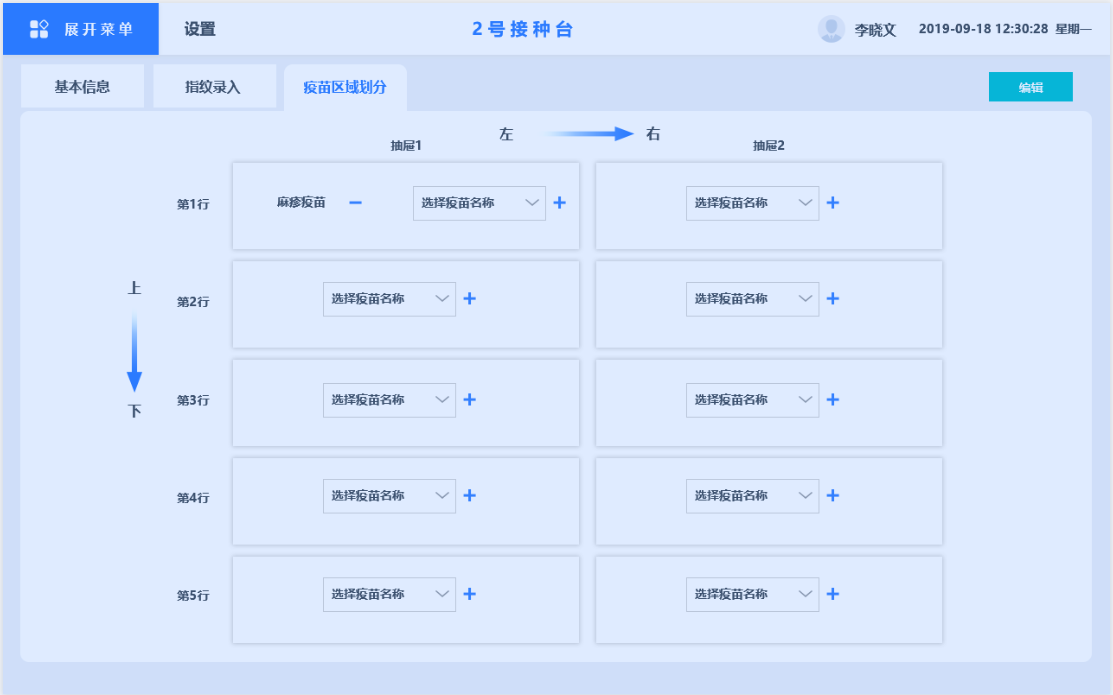 展开菜单 设置 2号接种台 李晓文 2019-09-18 12:30:28 星期一
基本信息 指纹录入 疫苗区域划分 编辑
左 右
抽屉1 抽屉2
第1行 麻疹疫苗 选择疫苗名称 选择疫苗名称
上
第2行 选择疫苗名称 选择疫苗名称
第3行 选择疫苗名称 选择疫苗名称
下
第4行 选择疫苗名称 选择疫苗名称
第5行 选择疫苗名称 选择疫苗名称